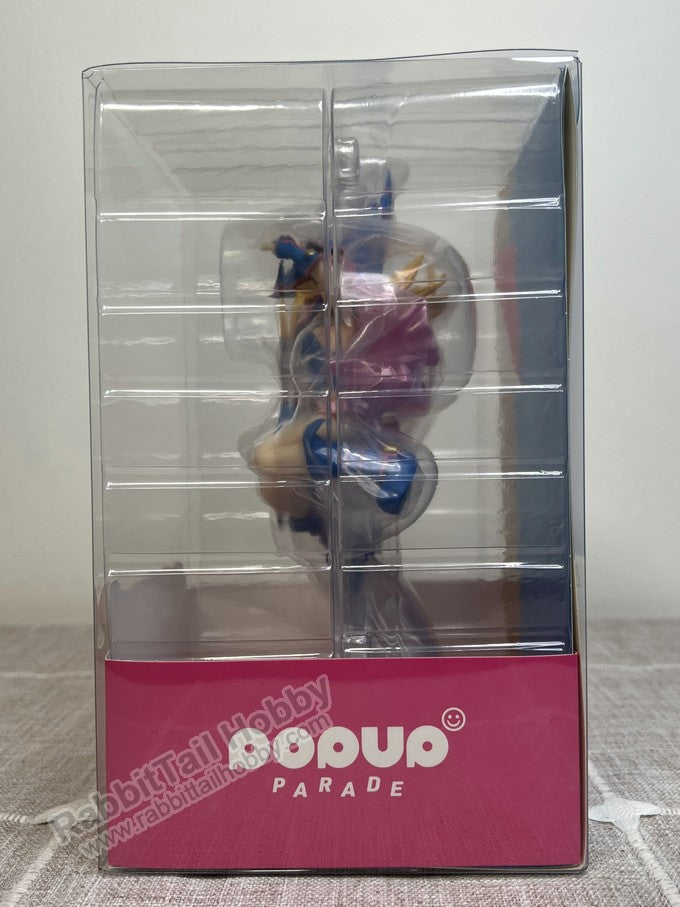 POPUP
PARADE
RabbitTail Hobby
www.rabbittailhobby.com